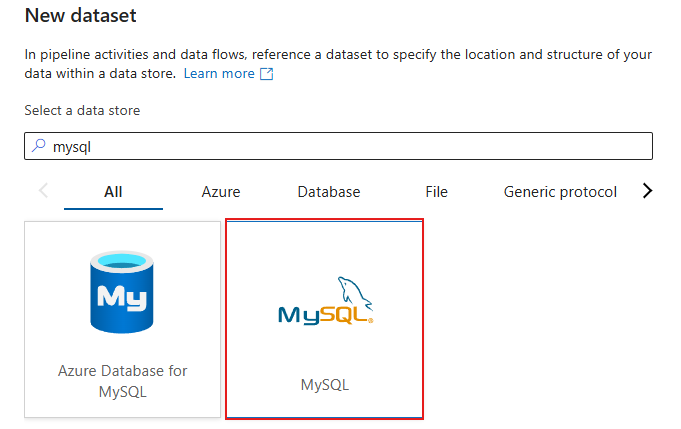 New dataset
In pipeline activities and data flows, reference a dataset to specify the location and structure of your
data within a data store. Learn more
Select a data store
mysql
All Azure Database File Generic protocol
My
MySQL®
Azure Database for
MySQL
MySQL